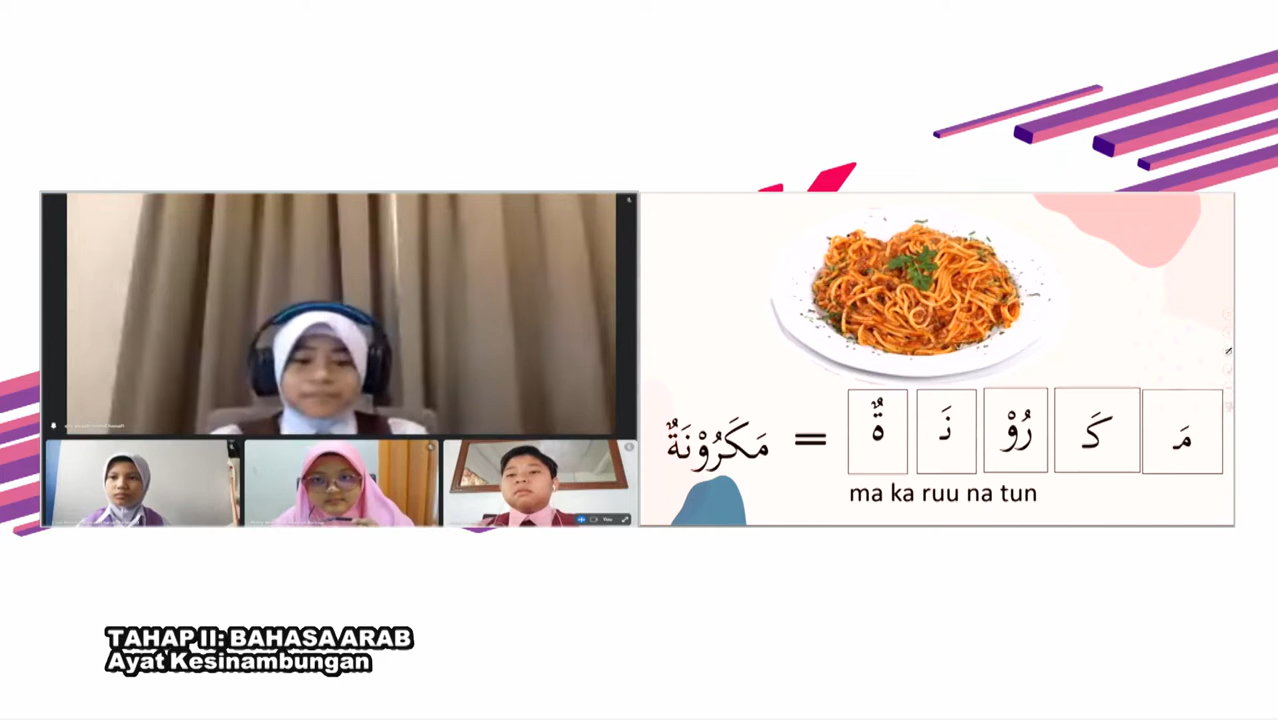 مَكَرُوْنَةٌ = مَ كَ رُوْ نَ ةٌ
ma ka ruu na tun
TAHAP II: BAHASA ARAB
Ayat Kesinambungan